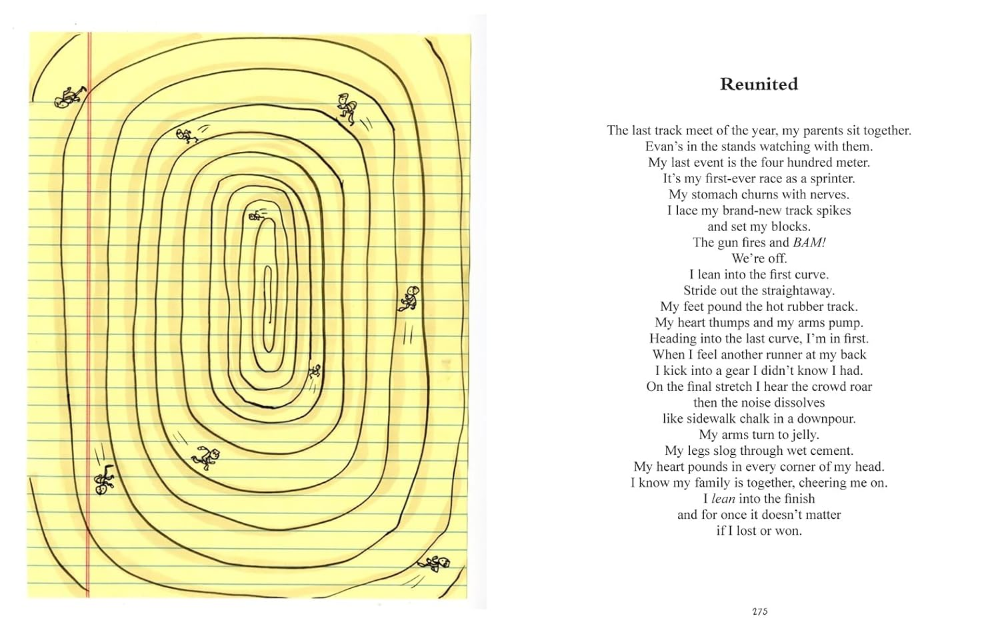 Reunited
The last track meet of the year, my parents sit together.
Evan’s in the stands watching with them.
My last event is the four hundred meter.
It’s my first-ever race as a sprinter.
My stomach churns with nerves.
I lace my brand-new track spikes
and set my blocks.
The gun fires and BAM!
We’re off.
I lean into the first curve.
Stride out the straightaway.
My feet pound the hot rubber track.
My heart thumps and my arms pump.
Heading into the last curve, I’m in first.
When I feel another runner at my back
I kick into a gear I didn’t know I had.
On the final stretch I hear the crowd roar
then the noise dissolves
like sidewalk chalk in a downpour.
My arms turn to jelly.
My legs slog through wet cement.
My heart pounds in every corner of my head.
I know my family is together, cheering me on.
I lean into the finish
and for once it doesn’t matter
if I lost or won.
275